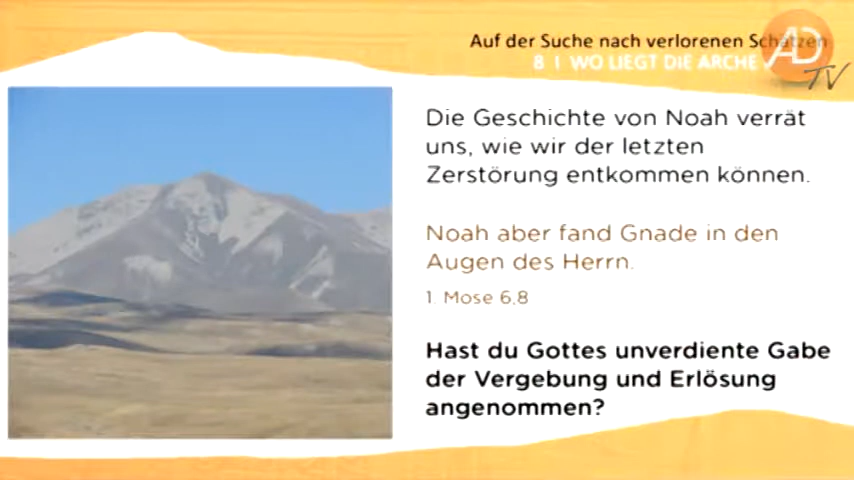 Auf der Suche nach verlorenen Schätzen
8 | WO LIEGT DIE ARCHE
AD
TV
Die Geschichte von Noah verrät
uns, wie wir der letzten
Zerstörung entkommen können.
Noah aber fand Gnade in den
Augen des Herrn.
1. Mose 6,8
Hast du Gottes unverdiente Gabe
der Vergebung und Erlösung
angenommen?